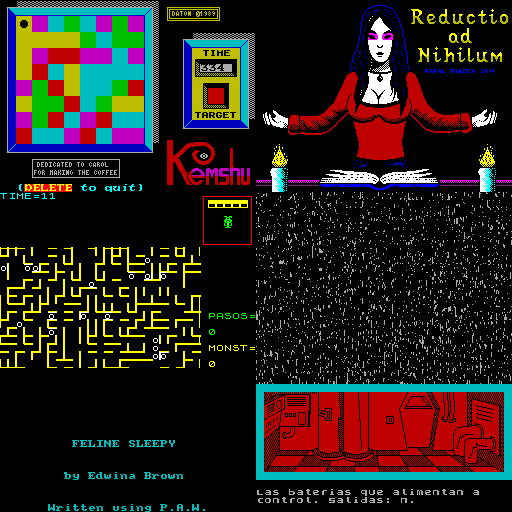 DATON @1989
TIME
TARGET
Kemshu
DEDICATED TO CAROL
FOR MAKING THE COFFEE
(DELETE to quit)
Reductio
ad
Nihilum
TIME=11
PASOS=
0
MONST=
0
FELINE SLEEPY
by Edwina Brown
Written using P.A.W.
Las baterias que alimentan a
control. Salidas: N.